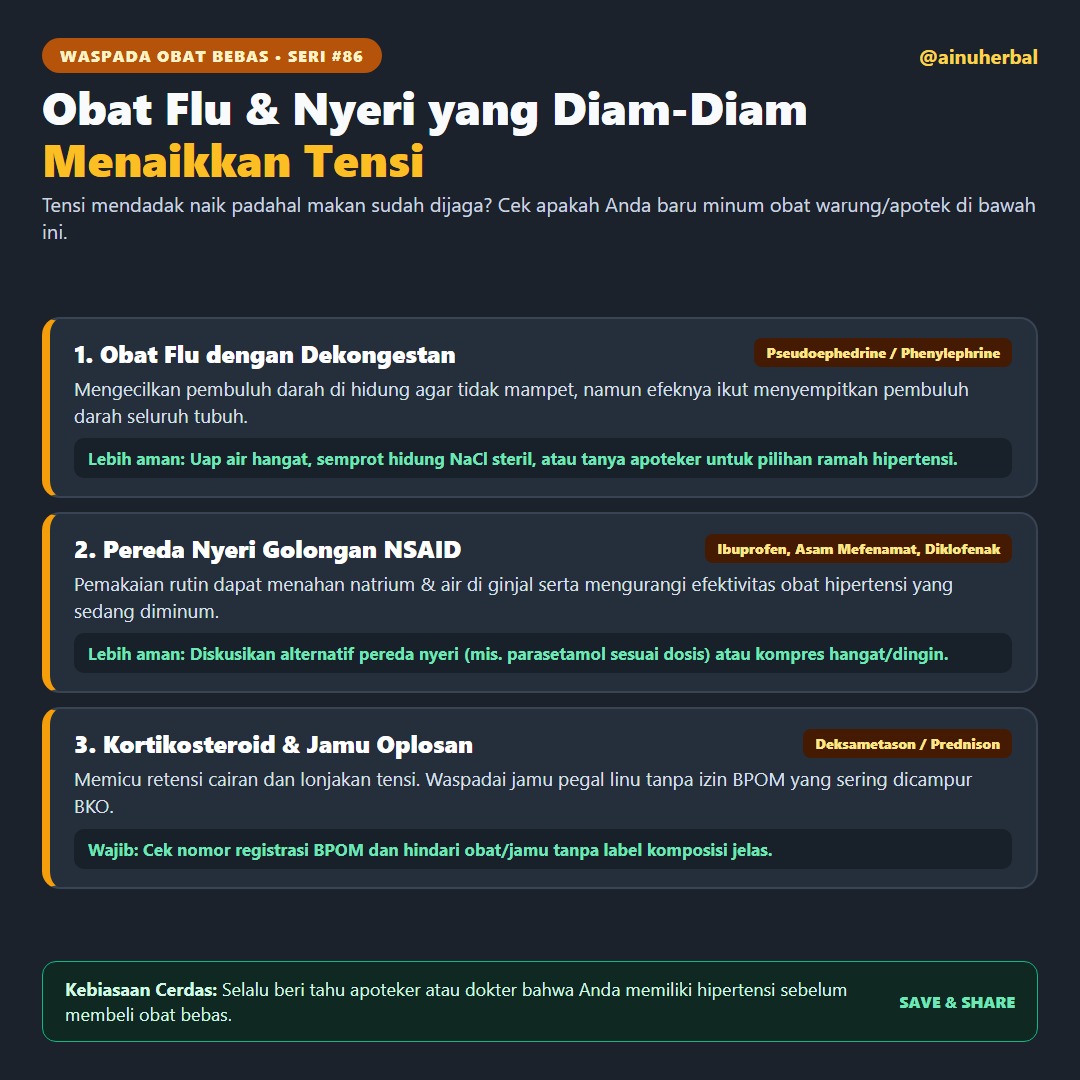 WASPADA OBAT BEBAS • SERI #86
@ainuherbal
Obat Flu & Nyeri yang Diam-Diam
Menaikkan Tensi
Tensi mendadak naik padahal makan sudah dijaga? Cek apakah Anda baru minum obat warung/apotek di bawah
ini.
1. Obat Flu dengan Dekongestan
Pseudoephedrine / Phenylephrine
Mengecilkan pembuluh darah di hidung agar tidak mampet, namun efeknya ikut menyempitkan pembuluh
darah seluruh tubuh.
Lebih aman: Uap air hangat, semprot hidung NaCl steril, atau tanya apoteker untuk pilihan ramah hipertensi.
2. Pereda Nyeri Golongan NSAID
Ibuprofen, Asam Mefenamat, Diklofenak
Pemakaian rutin dapat menahan natrium & air di ginjal serta mengurangi efektivitas obat hipertensi yang
sedang diminum.
Lebih aman: Diskusikan alternatif pereda nyeri (mis. parasetamol sesuai dosis) atau kompres hangat/dingin.
3. Kortikosteroid & Jamu Oplosan
Deksametason / Prednison
Memicu retensi cairan dan lonjakan tensi. Waspadai jamu pegal linu tanpa izin BPOM yang sering dicampur
BKO.
Wajib: Cek nomor registrasi BPOM dan hindari obat/jamu tanpa label komposisi jelas.
Kebiasaan Cerdas: Selalu beri tahu apoteker atau dokter bahwa Anda memiliki hipertensi sebelum
membeli obat bebas.
SAVE & SHARE